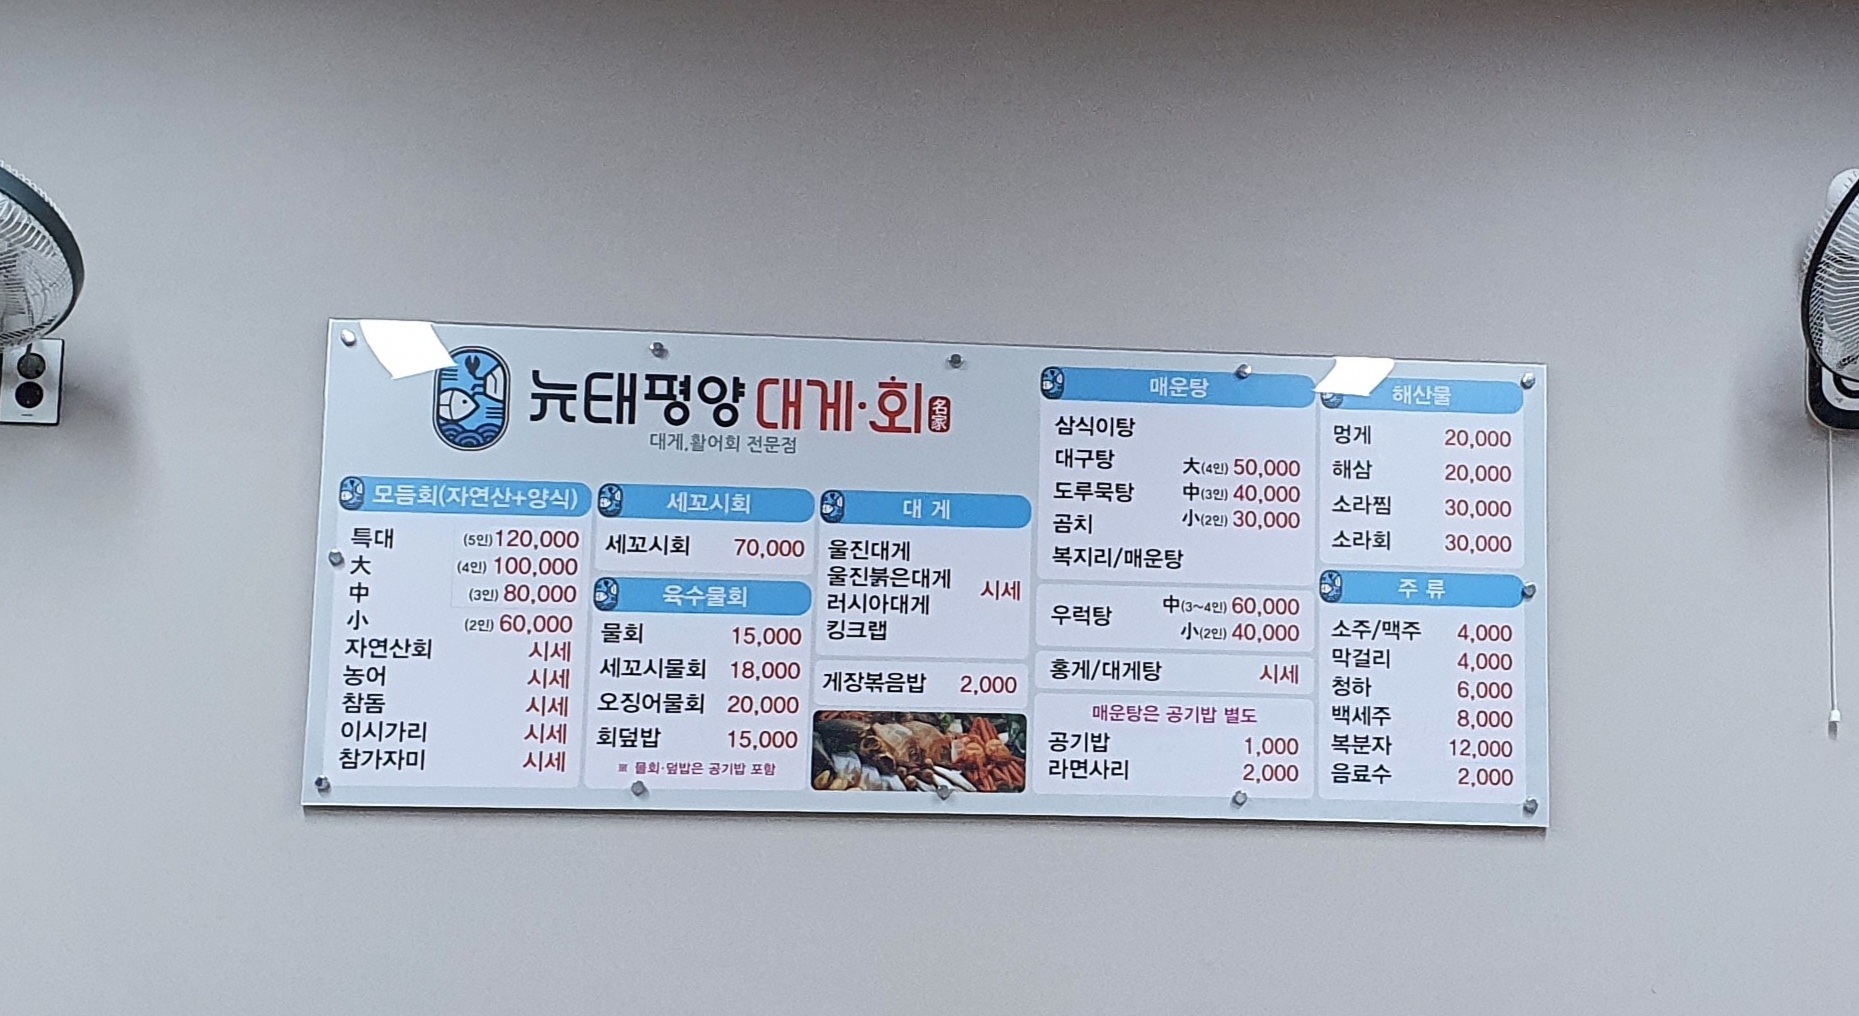 뉴태평양 대게·회 名家
대게,활어회 전문점
모듬회(자연산+양식)
특대 (5인) 120,000
大 (4인) 100,000
中 (3인) 80,000
小 (2인) 60,000
자연산회 시세
농어 시세
참돔 시세
이시가리 시세
참가자미 시세
세꼬시회
세꼬시회 70,000
육수물회
물회 15,000
세꼬시물회 18,000
오징어물회 20,000
회덮밥 15,000
※ 물회·덮밥은 공기밥 포함
대 게
울진대게
울진붉은대게
러시아대게
킹크랩
시세
게장볶음밥 2,000
매운탕
삼식이탕
대구탕
도루묵탕
곰치
복지리/매운탕
大(4인) 50,000
中(3인) 40,000
小(2인) 30,000
우럭탕
中(3~4인) 60,000
小(2인) 40,000
홍게/대게탕 시세
매운탕은 공기밥 별도
공기밥 1,000
라면사리 2,000
해산물
멍게 20,000
해삼 20,000
소라찜 30,000
소라회 30,000
주 류
소주/맥주 4,000
막걸리 4,000
청하 6,000
백세주 8,000
복분자 12,000
음료수 2,000